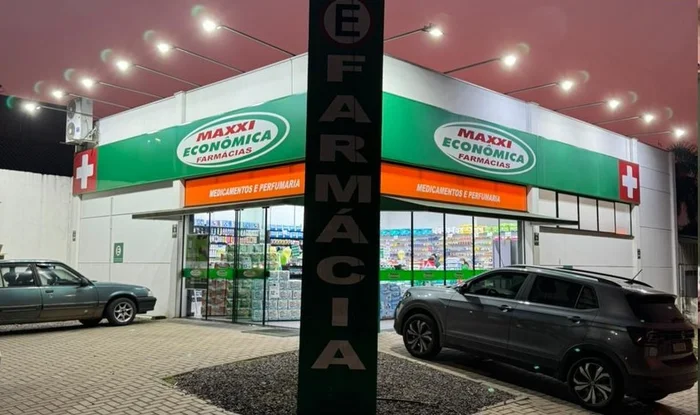 E
FARMÁCIA
MAXXI
ECONÔMICA
FARMÁCIAS
MEDICAMENTOS E PERFUMARIA
MAXXI
ECONÔMICA
FARMÁCIAS
MEDICAMENTOS E PERFUMARIA